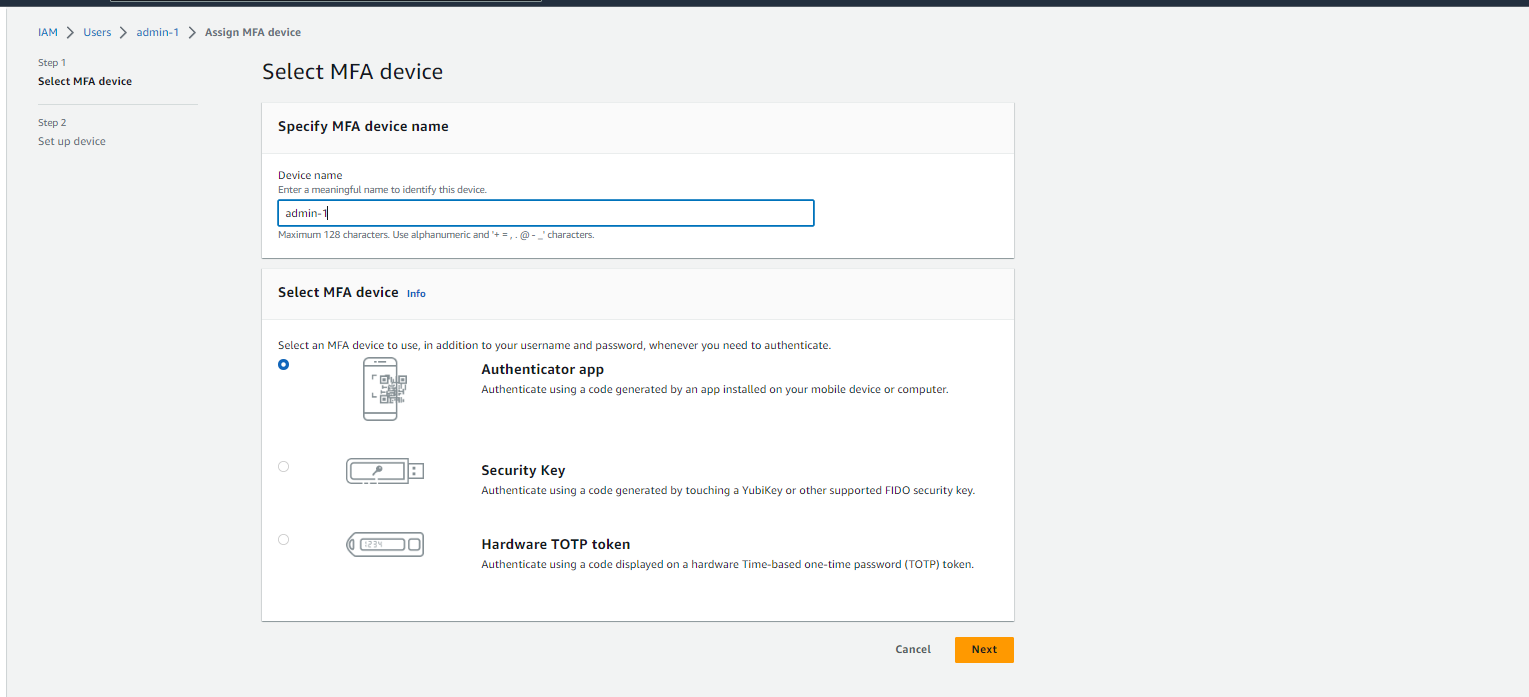 IAM > Users > admin-1 > Assign MFA device
Step 1
Select MFA device
Step 2
Set up device
Select MFA device
Specify MFA device name
Device name
Enter a meaningful name to identify this device.
admin-1
Maximum 128 characters. Use alphanumeric and '+ = , . @ - _' characters.
Select MFA device Info
Select an MFA device to use, in addition to your username and password, whenever you need to authenticate.
Authenticator app
Authenticate using a code generated by an app installed on your mobile device or computer.
Security Key
Authenticate using a code generated by touching a YubiKey or other supported FIDO security key.
1234
Hardware TOTP token
Authenticate using a code displayed on a hardware Time-based one-time password (TOTP) token.
Cancel Next